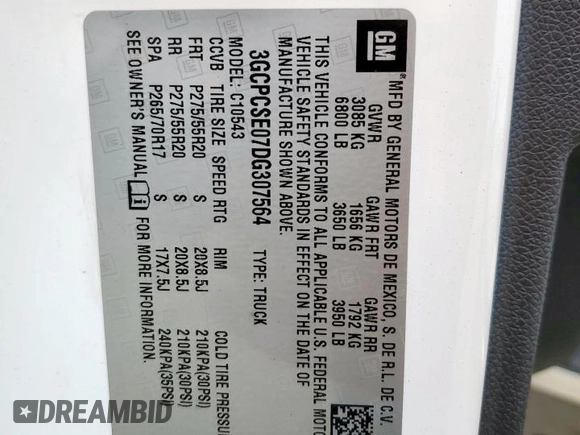 GM
®
MFD BY GENERAL MOTORS DE MEXICO, S. DE R.L. DE C.V.
GVWR GAWR FRT GAWR RR
3085 KG 1656 KG 1792 KG
6800 LB 3650 LB 3950 LB
THIS VEHICLE CONFORMS TO ALL APPLICABLE U.S. FEDERAL MOTO
VEHICLE SAFETY STANDARDS IN EFFECT ON THE DATE OF
MANUFACTURE SHOWN ABOVE.
3GCPCSE07DG307564 TYPE: TRUCK
C10543
CCVB TIRE SIZE SPEED RTG RIM COLD TIRE PRESSU
FRT P275/55R20 S 20X8.5J 210KPA(30PSI)
RR P275/55R20 S 20X8.5J 210KPA(30PSI)
SPA P265/70R17 S 17X7.5J 240KPA(35PSI)
SEE OWNER'S MANUAL i FOR MORE INFORMATION.
DREAMBID